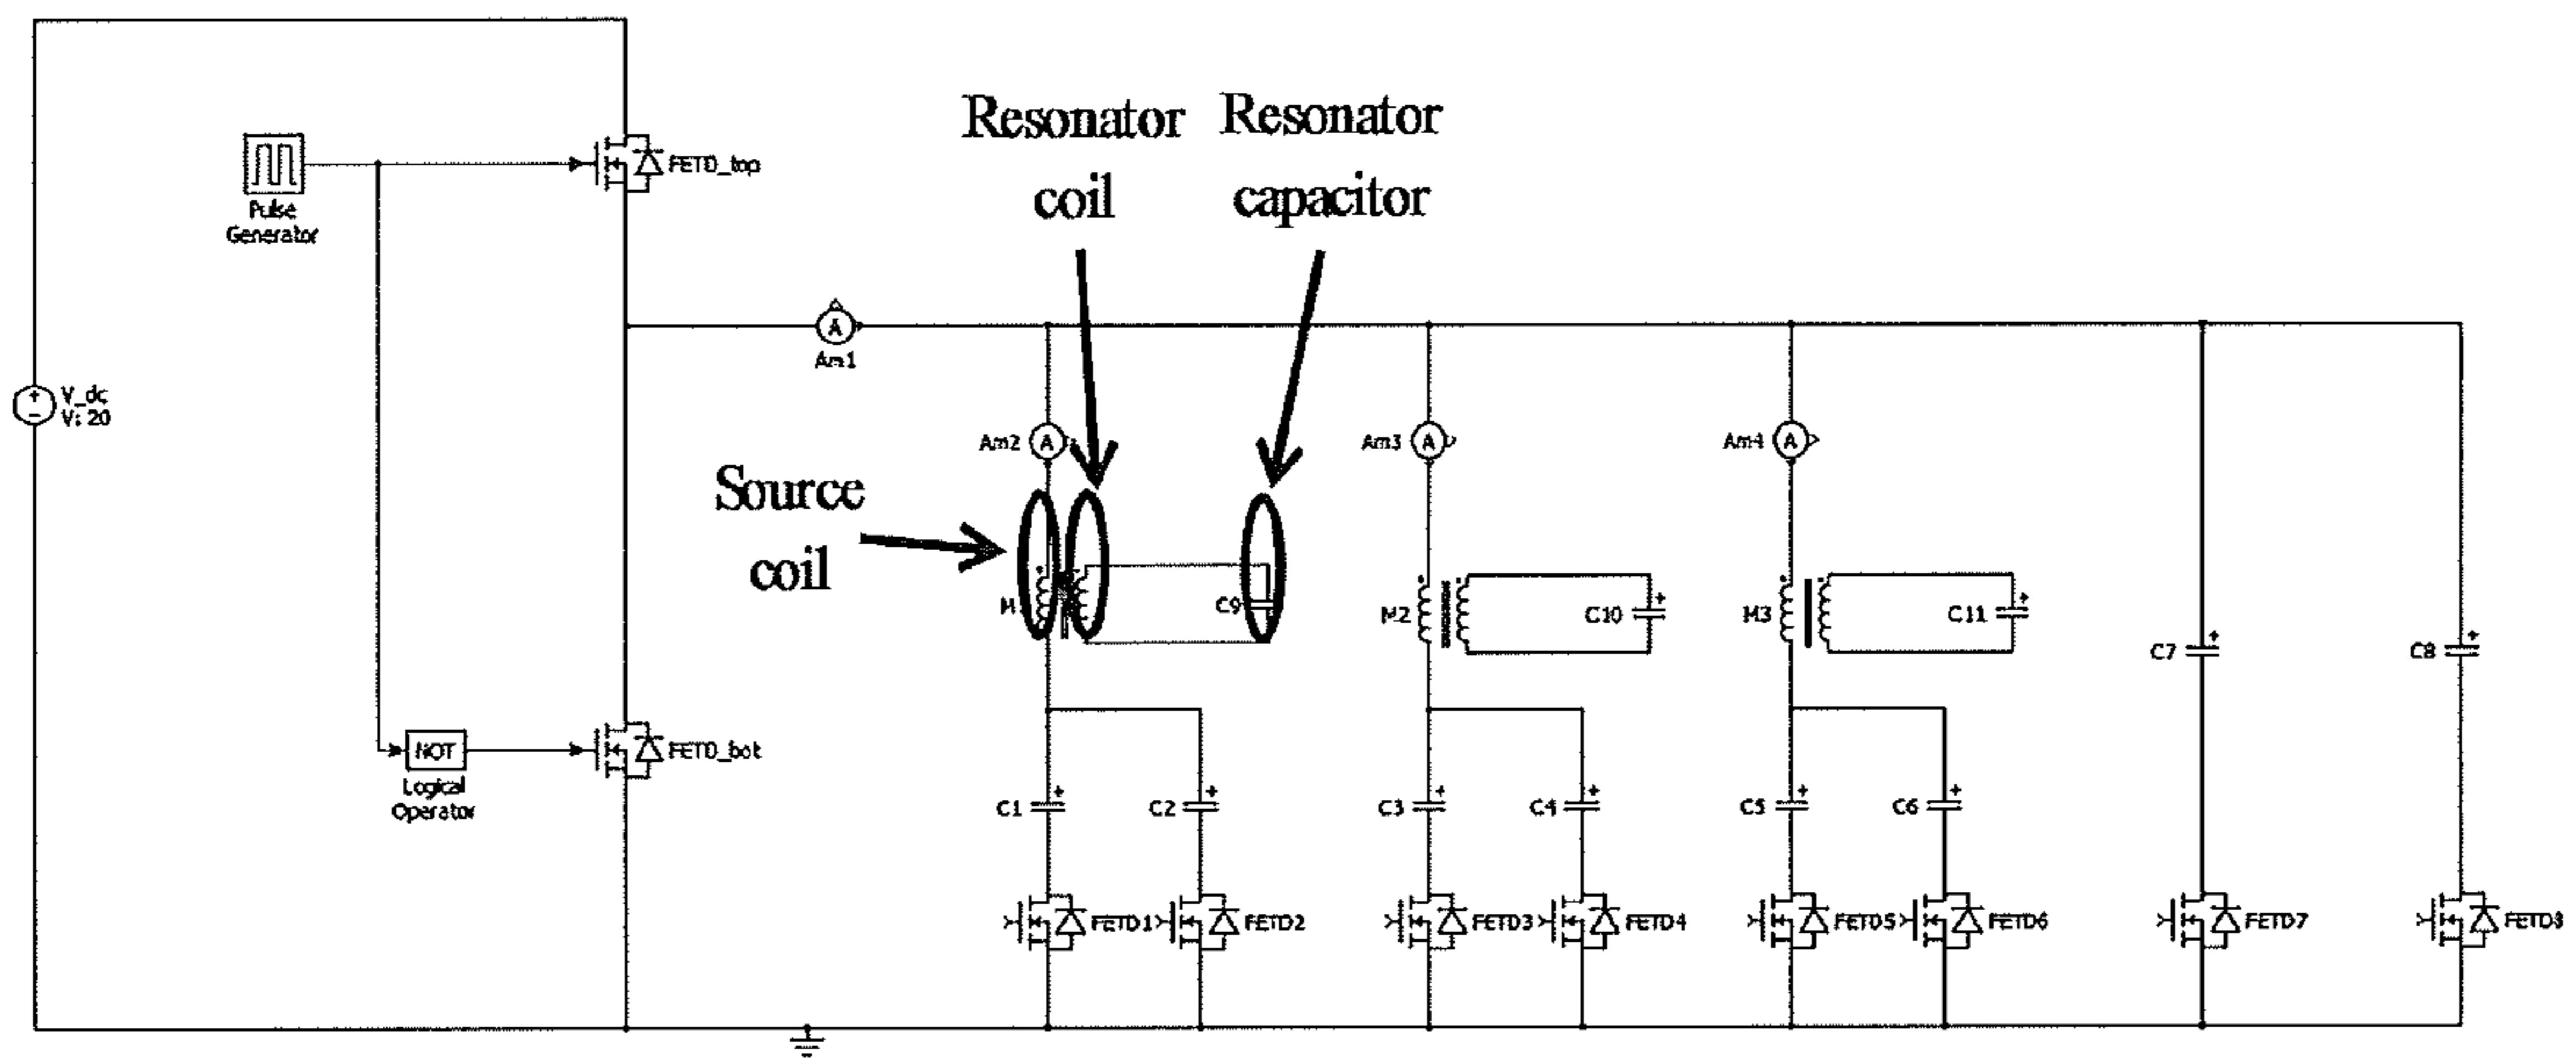 Resonator
coil
Resonator
capacitor
FETD_top
Pulse
Generator
A
Am1
V_dc
V: 20
Am2 A
Am3 A
Am4 A
Source
coil
M
C9
M2
C10
M3
C11
C7
C8
NOT
Logical
Operator
FETD_bot
C1
C2
C3
C4
C5
C6
FETD1
FETD2
FETD3
FETD4
FETD5
FETD6
FETD7
FETD8